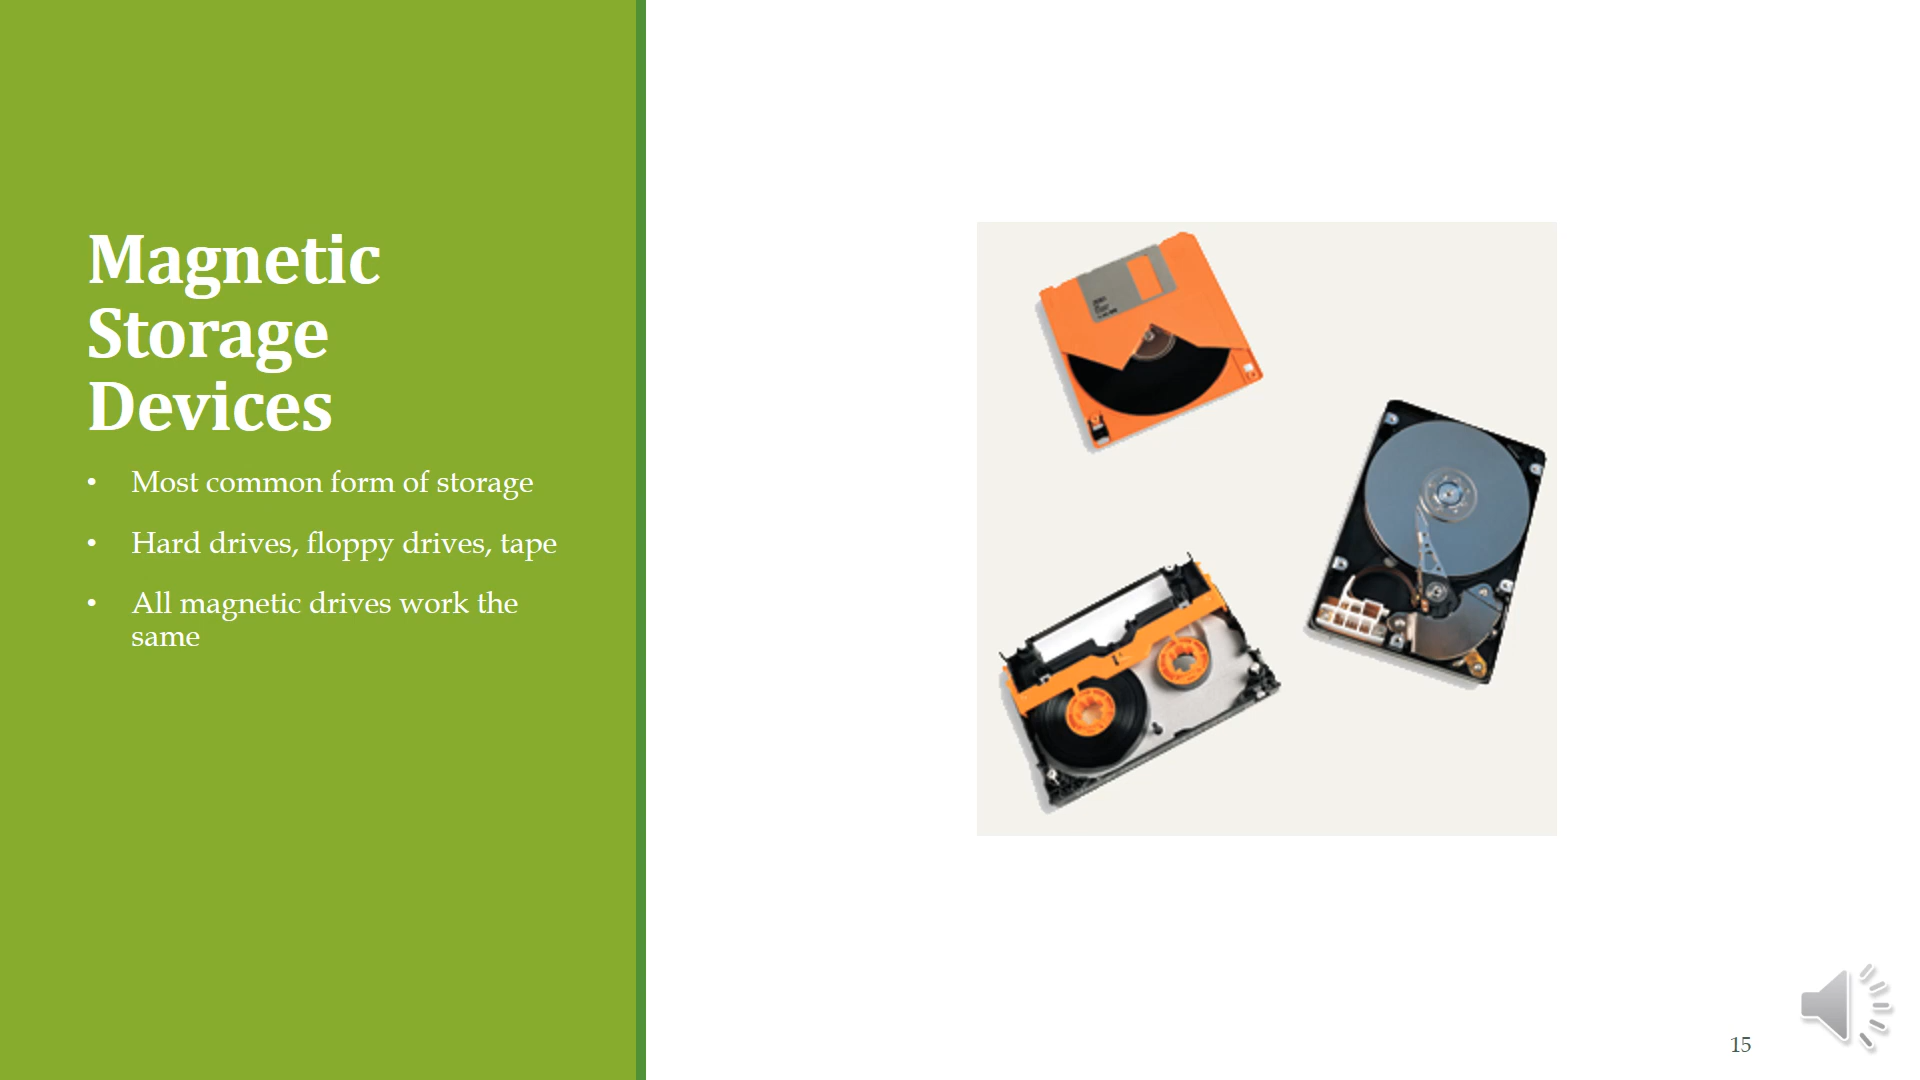 Magnetic
Storage
Devices
• Most common form of storage
• Hard drives, floppy drives, tape
• All magnetic drives work the
same
15